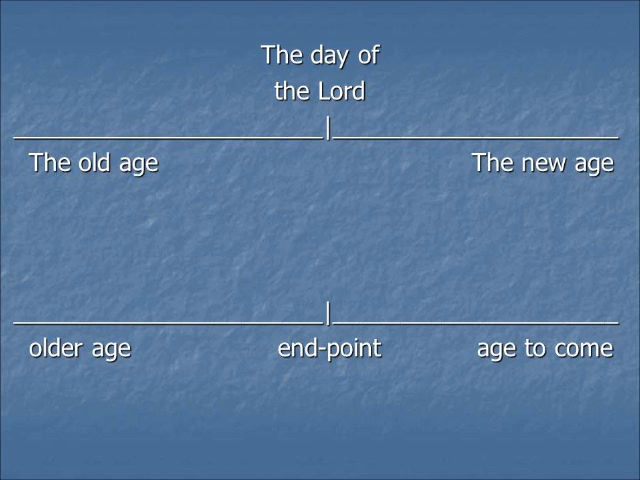 The day of
the Lord
The old age The new age
older age end-point age to come